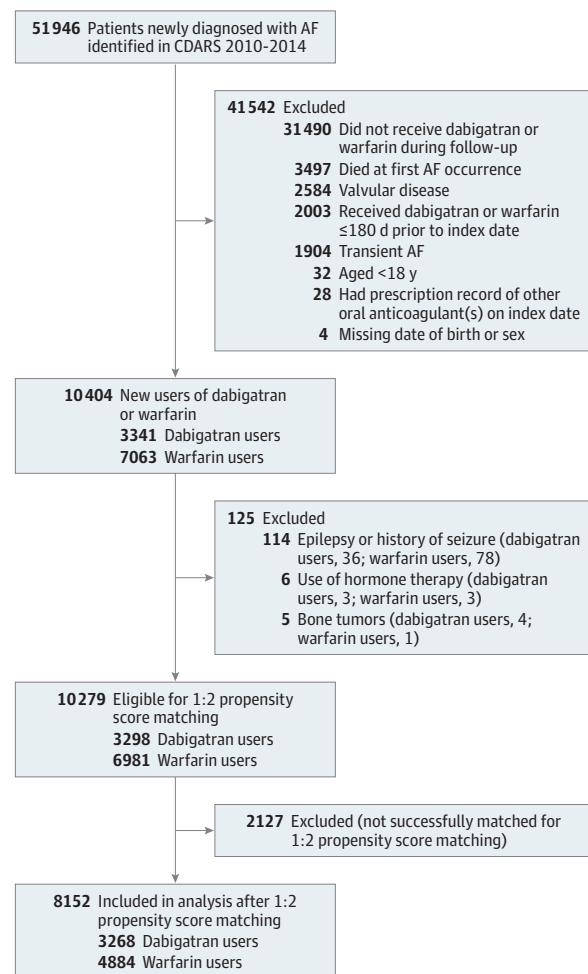 51946 Patients newly diagnosed with AF
identified in CDARS 2010-2014
41542 Excluded
31490 Did not receive dabigatran or
warfarin during follow-up
3497 Died at first AF occurrence
2584 Valvular disease
2003 Received dabigatran or warfarin
≤180 d prior to index date
1904 Transient AF
32 Aged <18 y
28 Had prescription record of other
oral anticoagulant(s) on index date
4 Missing date of birth or sex
10404 New users of dabigatran
or warfarin
3341 Dabigatran users
7063 Warfarin users
125 Excluded
114 Epilepsy or history of seizure (dabigatran
users, 36; warfarin users, 78)
6 Use of hormone therapy (dabigatran
users, 3; warfarin users, 3)
5 Bone tumors (dabigatran users, 4;
warfarin users, 1)
10279 Eligible for 1:2 propensity
score matching
3298 Dabigatran users
6981 Warfarin users
2127 Excluded (not successfully matched for
1:2 propensity score matching)
8152 Included in analysis after 1:2
propensity score matching
3268 Dabigatran users
4884 Warfarin users